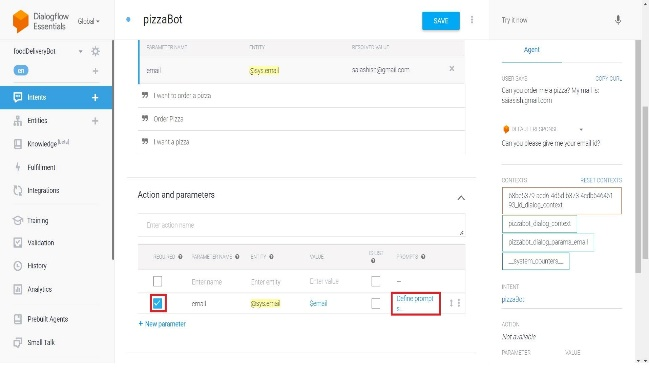 Dialogflow
Essentials
Global
pizzaBot
SAVE
Try it now
foodDeliveryBot
en
Intents
Entities
Knowledge [beta]
Fulfillment
Integrations
Training
Validation
History
Analytics
Prebuilt Agents
Small Talk
PARAMETER NAME ENTITY RESOLVED VALUE
email @sys.email saiashish@gmail.com
I want to order a pizza
Order Pizza
I want a pizza
Action and parameters
Enter action name
REQUIRED PARAMETER NAME ENTITY VALUE IS LIST PROMPTS
Enter name Enter entity Enter value –
email @sys.email $email Define prompt
s...
+ New parameter
Agent
USER SAYS COPY CURL
Can you order me a pizza? My mail is:
DEFAULT RESPONSE
Can you please give me your email id?
CONTEXTS RESET CONTEXTS
93_id_dialog_context
pizzabot_dialog_context
pizzabot_dialog_params_email
__system_counters__
INTENT
pizzaBot
ACTION
Not available
PARAMETER VALUE